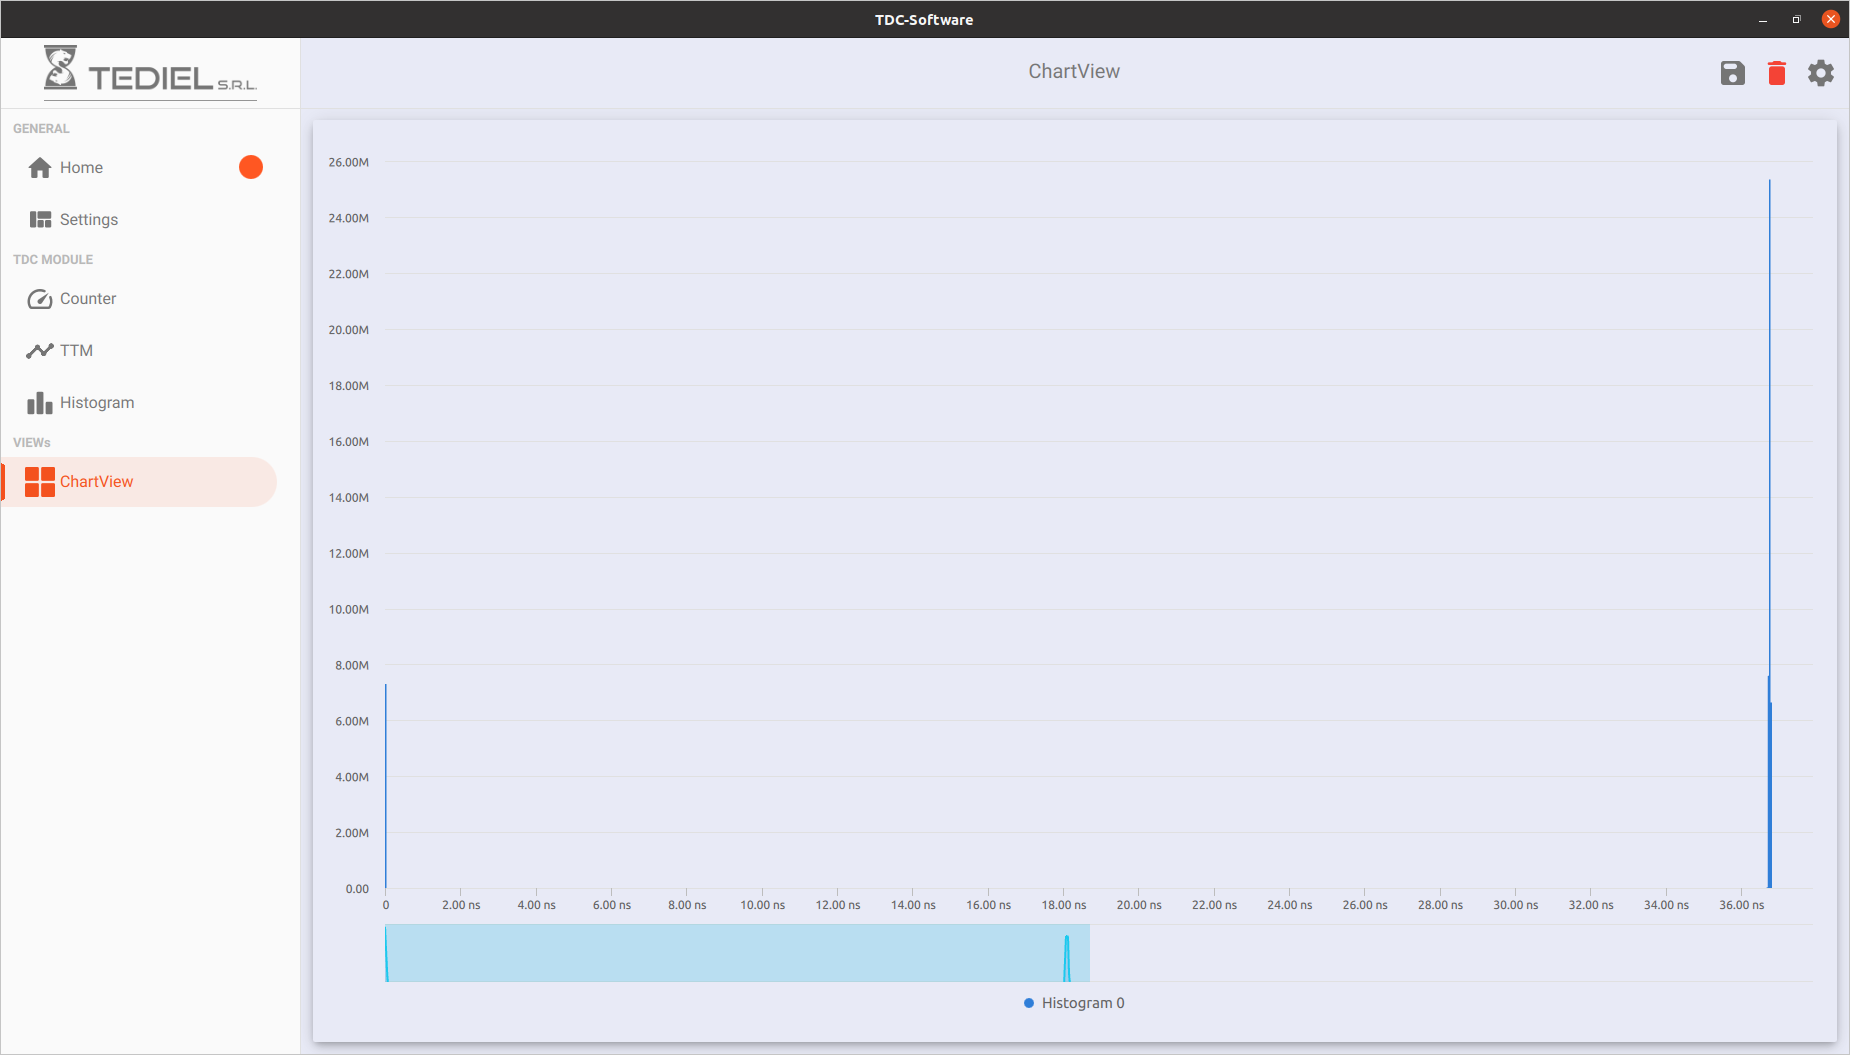 TDC-Software
TEDIEL S.R.L.
ChartView
GENERAL
Home
Settings
TDC MODULE
Counter
TTM
Histogram
VIEWs
ChartView
26.00M
24.00M
22.00M
20.00M
18.00M
16.00M
14.00M
12.00M
10.00M
8.00M
6.00M
4.00M
2.00M
0.00
0 2.00 ns 4.00 ns 6.00 ns 8.00 ns 10.00 ns 12.00 ns 14.00 ns 16.00 ns 18.00 ns 20.00 ns 22.00 ns 24.00 ns 26.00 ns 28.00 ns 30.00 ns 32.00 ns 34.00 ns 36.00 ns
Histogram 0